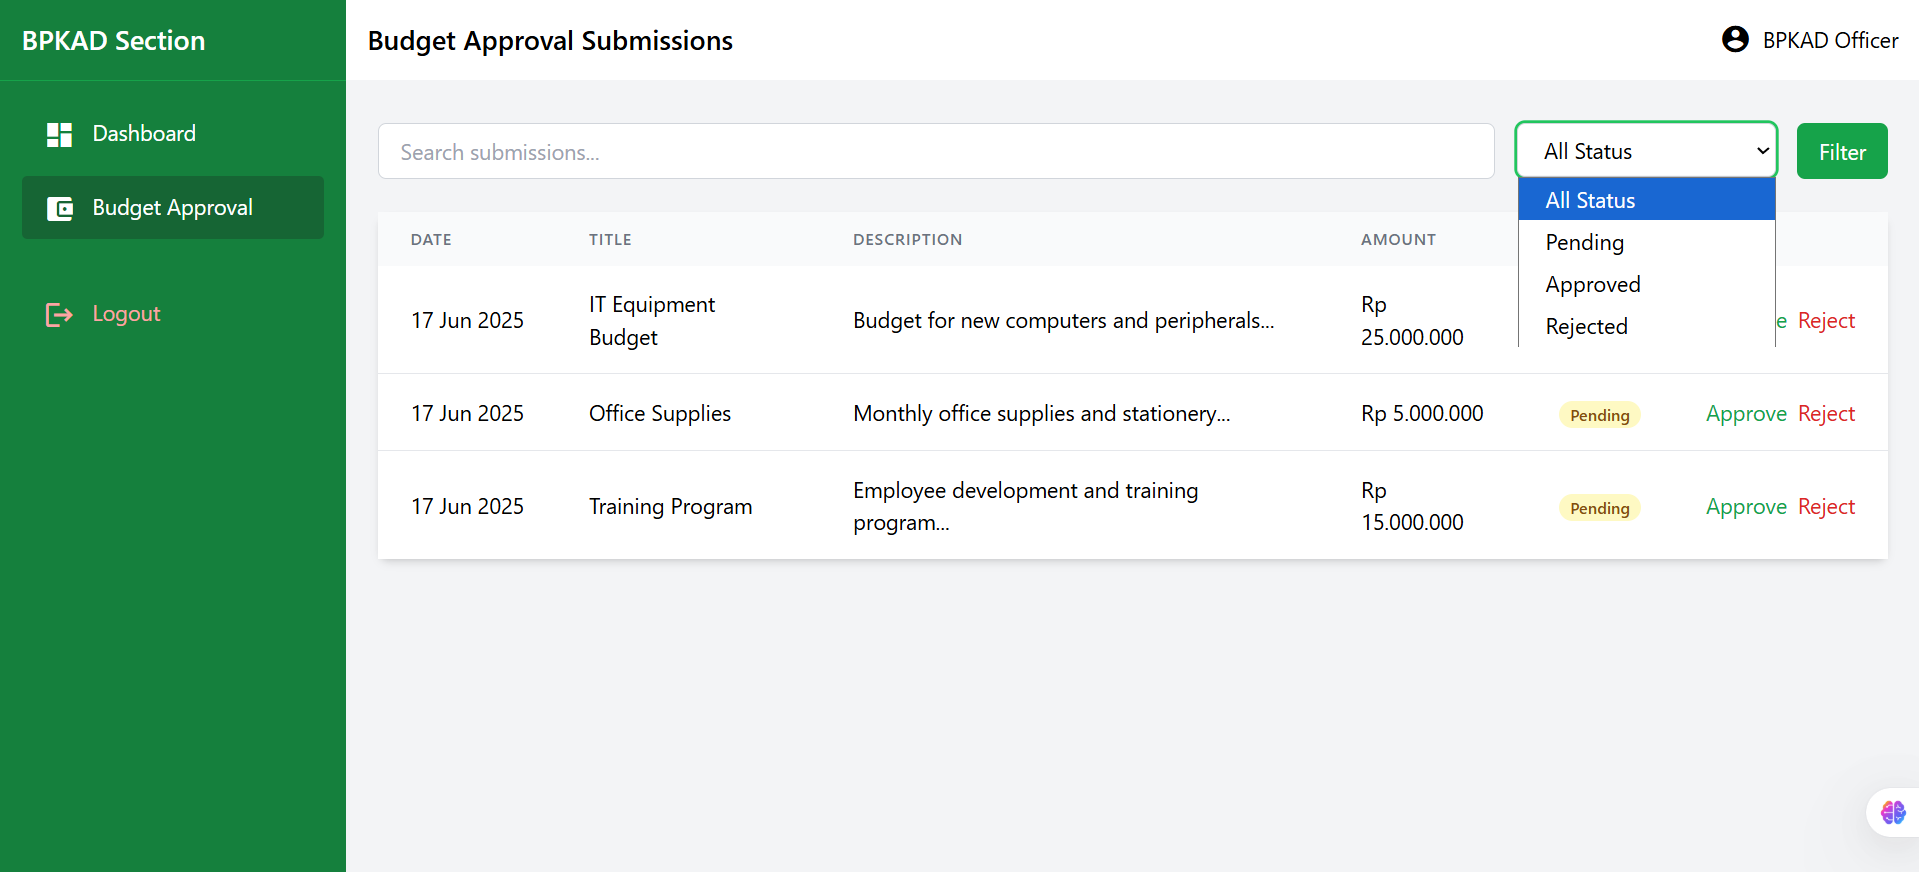 BPKAD Section
Budget Approval Submissions
BPKAD Officer
Dashboard
Budget Approval
Logout
Search submissions...
All Status
Filter
All Status
Pending
Approved
Rejected
DATE TITLE DESCRIPTION AMOUNT
17 Jun 2025
IT Equipment
Budget
Budget for new computers and peripherals...
Rp
25.000.000
e Reject
17 Jun 2025 Office Supplies Monthly office supplies and stationery... Rp 5.000.000 Pending Approve Reject
17 Jun 2025
Training Program
Employee development and training
program...
Rp
15.000.000
Pending
Approve Reject